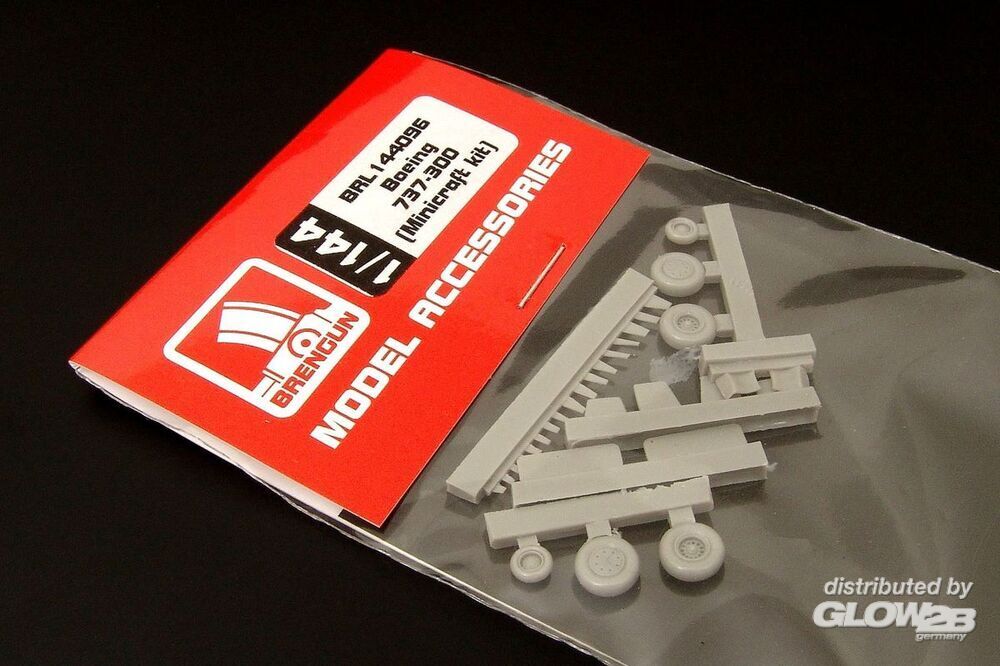 BRL144096
Boeing
737-300
(Minicraft kit)
1/144
BRENGUN
MODEL ACCESSORIES
distributed by
GLOW2B
germany